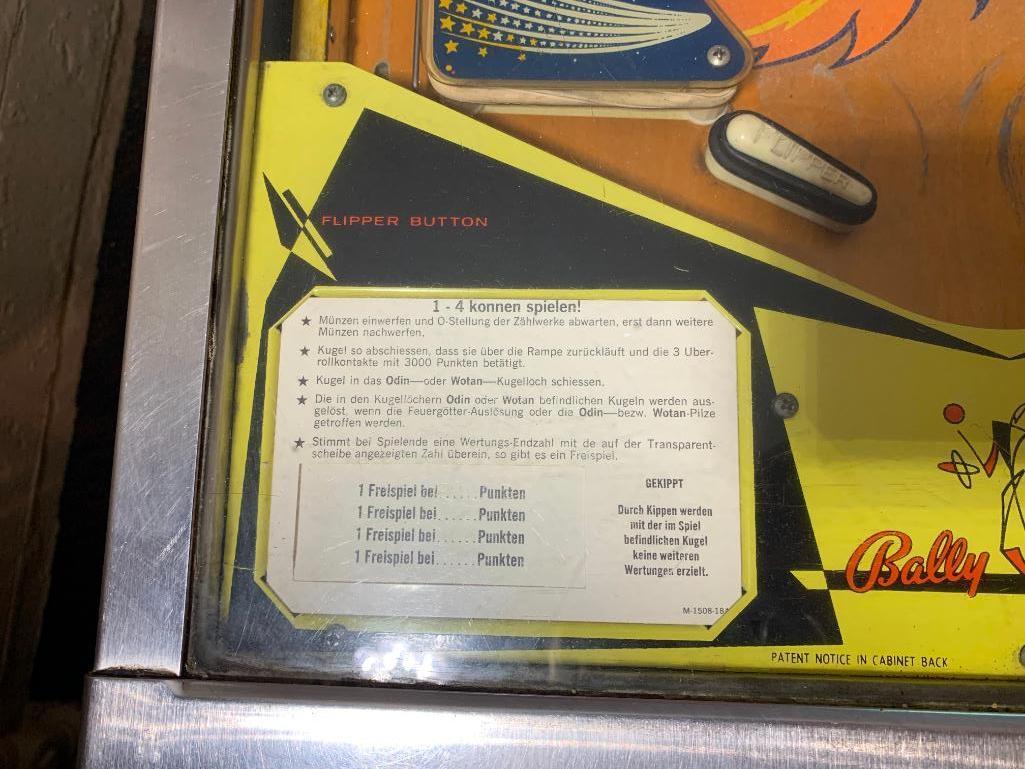 FLIPPER
FLIPPER BUTTON
1 - 4 konnen spielen!
★ Münzen einwerfen und O-Stellung der Zählwerke abwarten, erst dann weitere
Münzen nachwerfen.
★ Kugel so abschiessen, dass sie über die Rampe zurückläuft und die 3 Uber-
rollkontakte mit 3000 Punkten betätigt.
★ Kugel in das Odin—oder Wotan—Kugelloch schiessen.
★ Die in den Kugellöchern Odin oder Wotan befindlichen Kugeln werden aus-
gelöst, wenn die Feuergötter-Auslösung oder die Odin—bezw. Wotan-Pilze
getroffen werden.
★ Stimmt bei Spielende eine Wertungs-Endzahl mit de auf der Transparent-
scheibe angezeigten Zahl überein, so gibt es ein Freispiel.
1 Freispiel bei......Punkten
1 Freispiel bei......Punkten
1 Freispiel bei......Punkten
1 Freispiel bei......Punkten
GEKIPPT
Durch Kippen werden
mit der im Spiel
befindlichen Kugel
keine weiteren
Wertungen erzielt.
M-1508-18A
Bally
PATENT NOTICE IN CABINET BACK